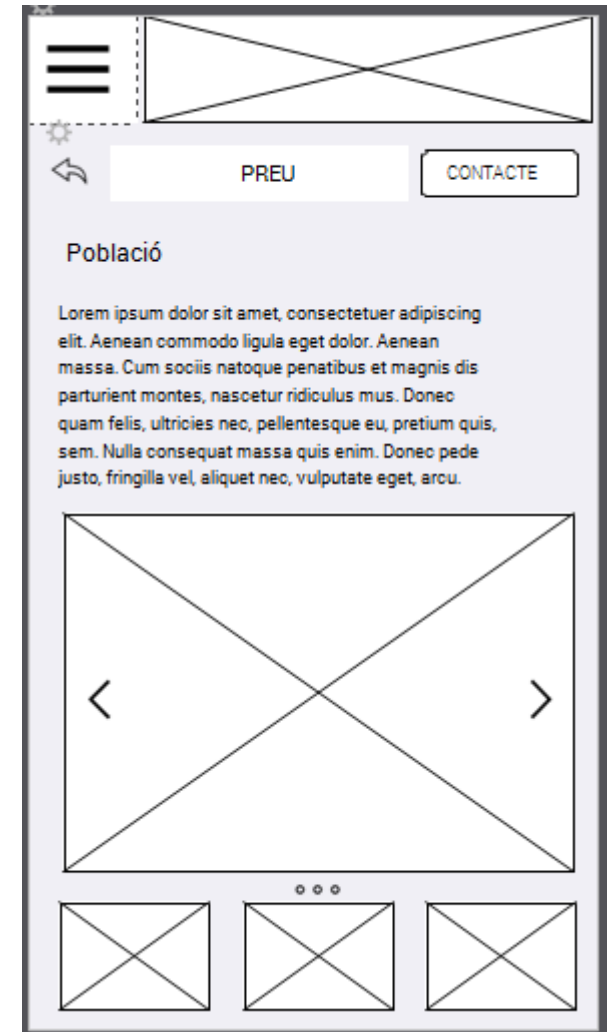 PREU
CONTACTE
Població
Lorem ipsum dolor sit amet, consectetuer adipiscing
elit. Aenean commodo ligula eget dolor. Aenean
massa. Cum sociis natoque penatibus et magnis dis
parturient montes, nascetur ridiculus mus. Donec
quam felis, ultricies nec, pellentesque eu, pretium quis,
sem. Nulla consequat massa quis enim. Donec pede
justo, fringilla vel, aliquet nec, vulputate eget, arcu.